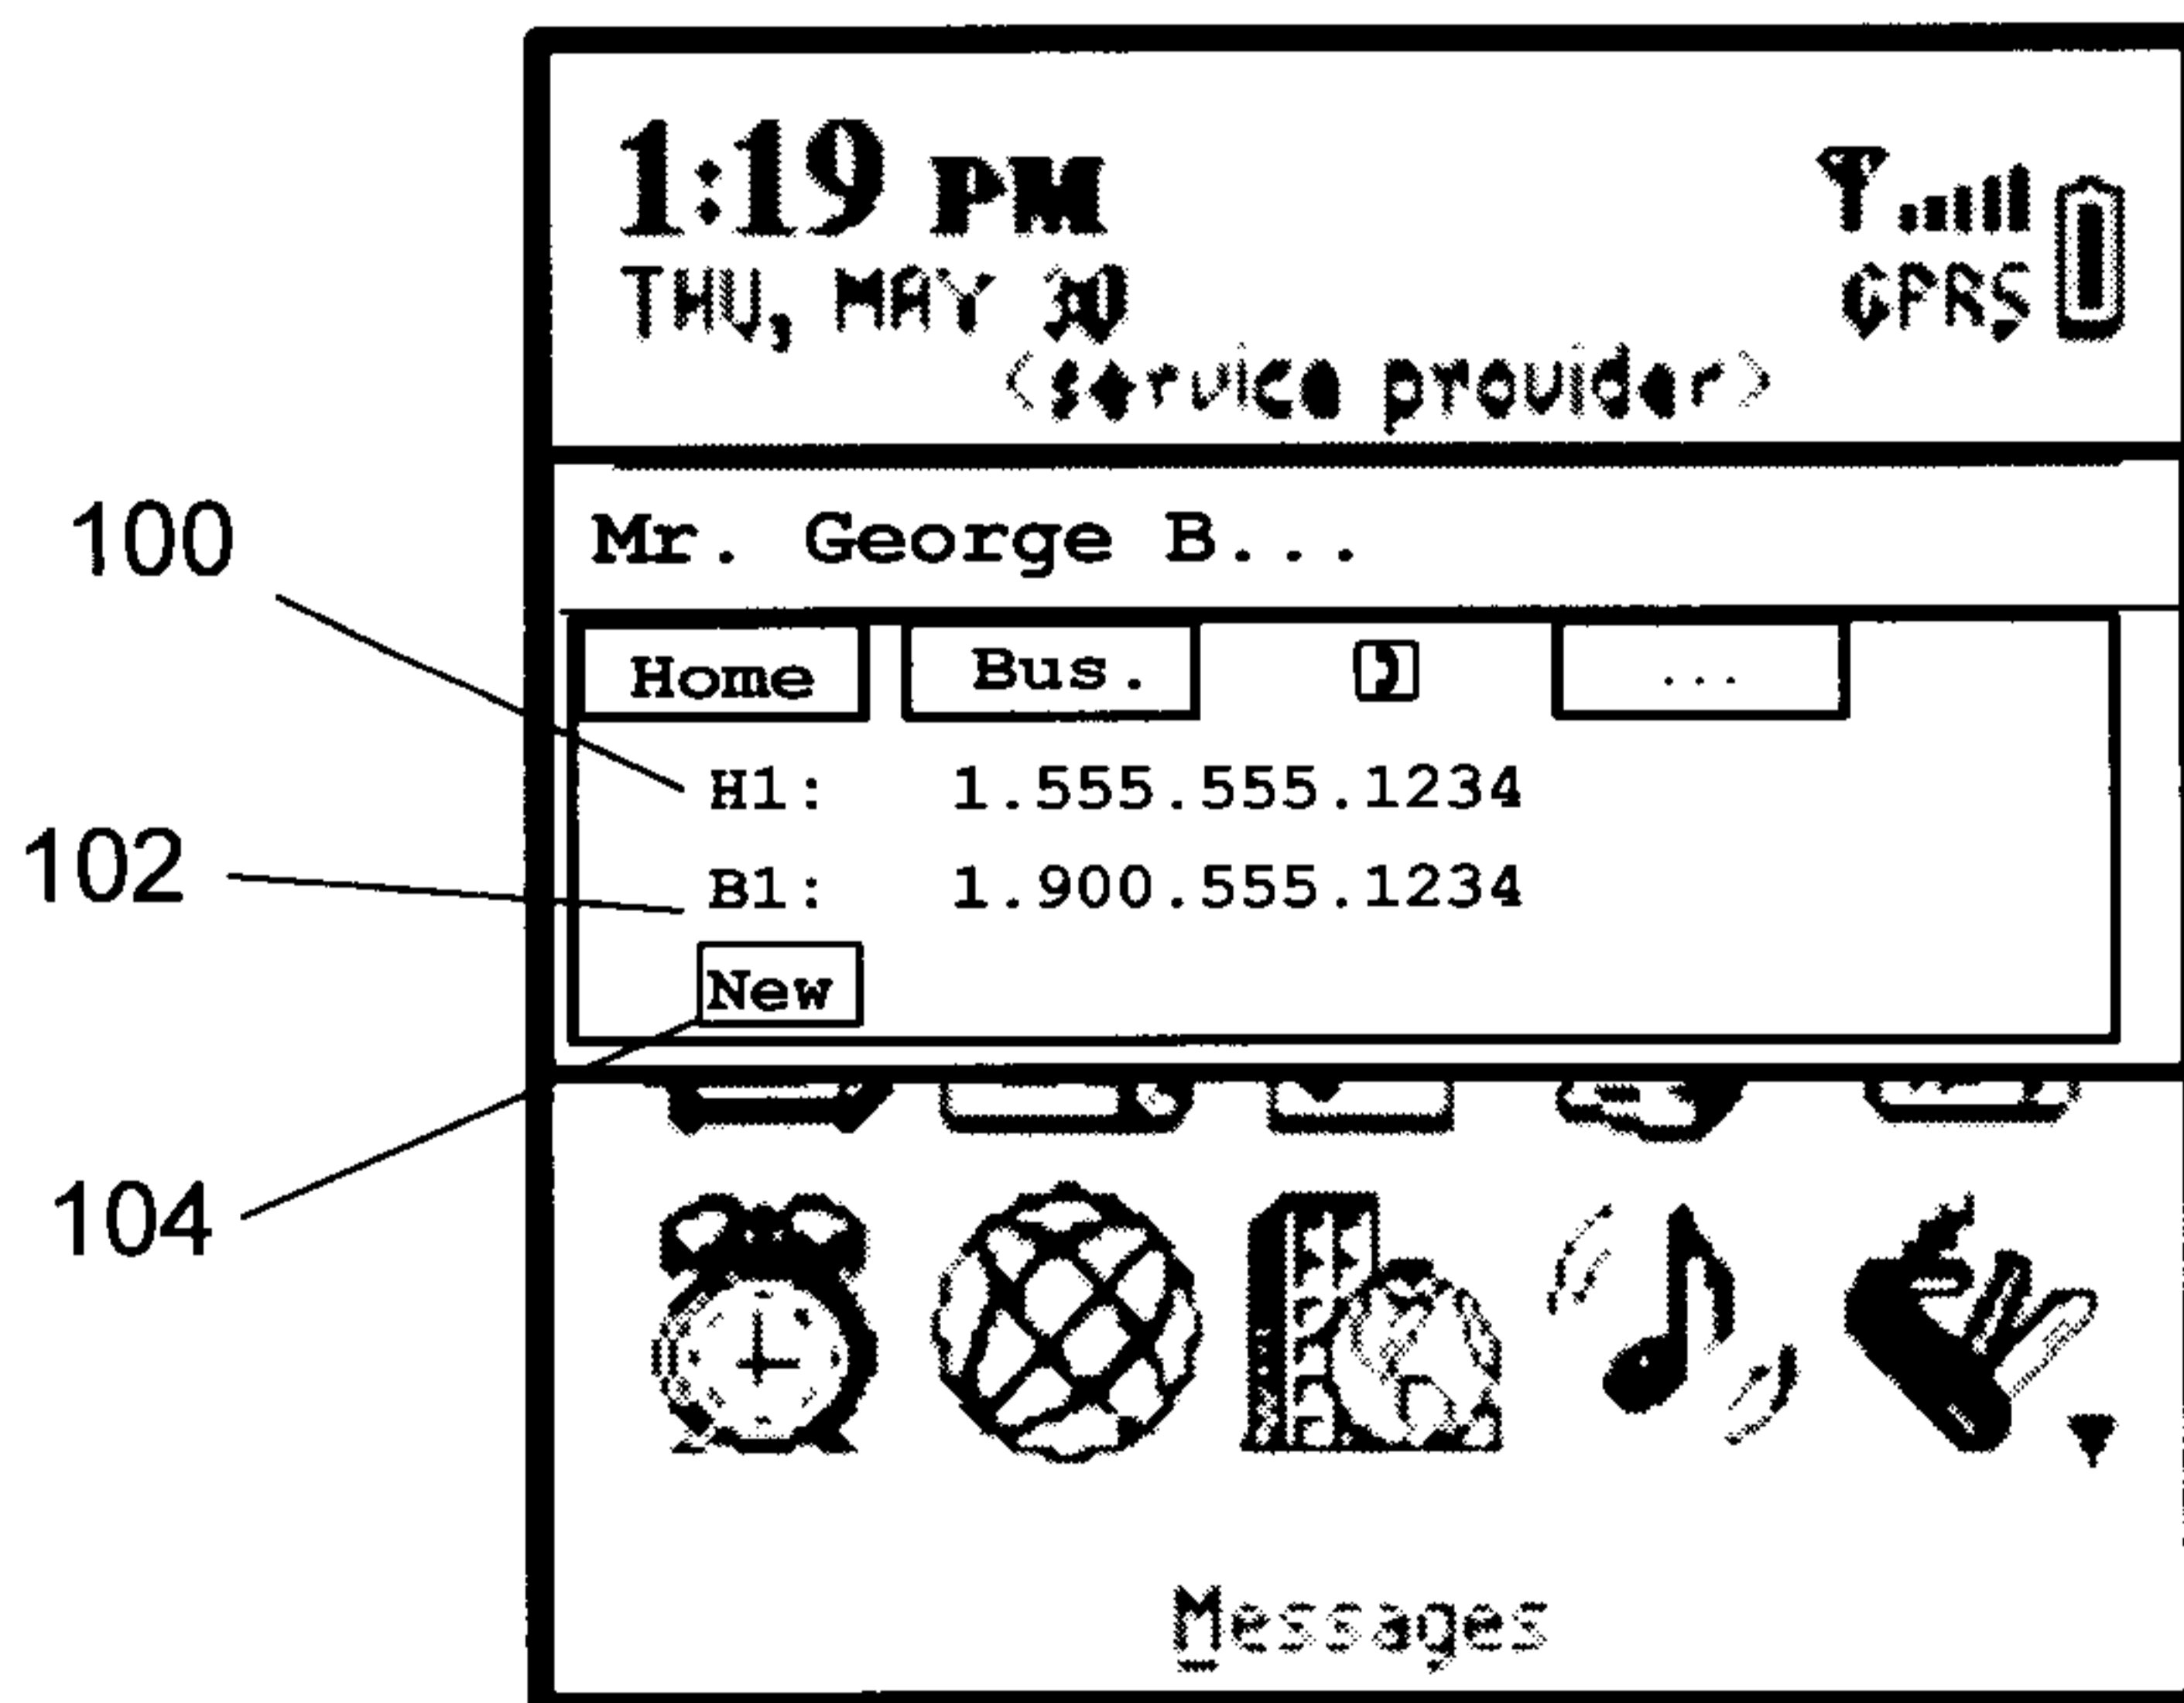 1:19 PM
THU, MAY
GPRS
<service provider>
100
Mr. George B...
Home Bus. ...
H1: 1.555.555.1234
102
B1: 1.900.555.1234
New
104
Messages